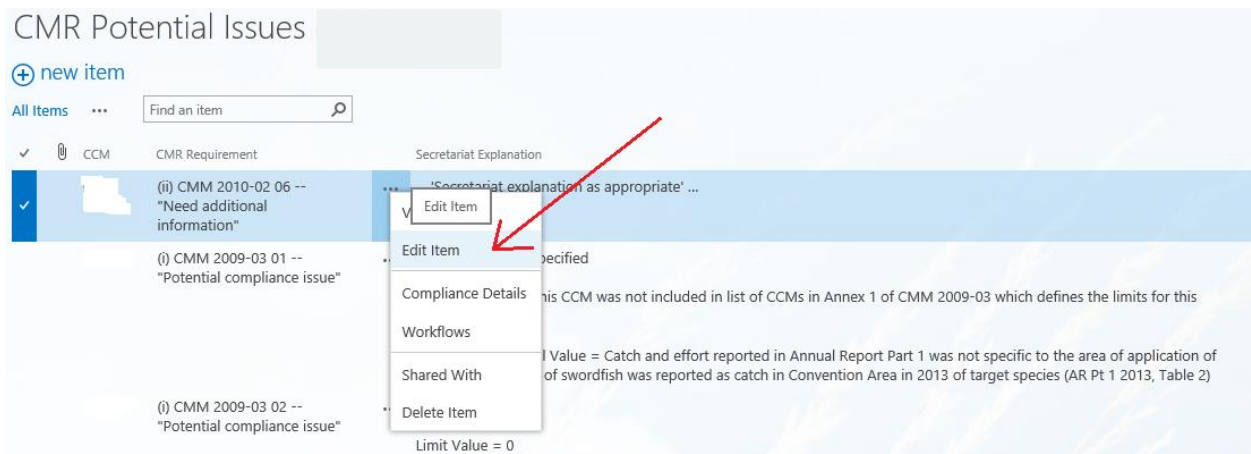 CMR Potential Issues
new item
All Items ... Find an item
CCM CMR Requirement Secretariat Explanation
(ii) CMM 2010-02 06 -- ... 'Secretariat explanation as appropriate' ...
"Need additional
information"
Edit Item
Edit Item
(i) CMM 2009-03 01 --
"Potential compliance issue"
Compliance Details
his CCM was not included in list of CCMs in Annex 1 of CMM 2009-03 which defines the limits for this
Workflows
Value = Catch and effort reported in Annual Report Part 1 was not specific to the area of application of
Shared With
of swordfish was reported as catch in Convention Area in 2013 of target species (AR Pt 1 2013, Table 2)
(i) CMM 2009-03 02 --
"Potential compliance issue"
Delete Item
Limit Value = 0